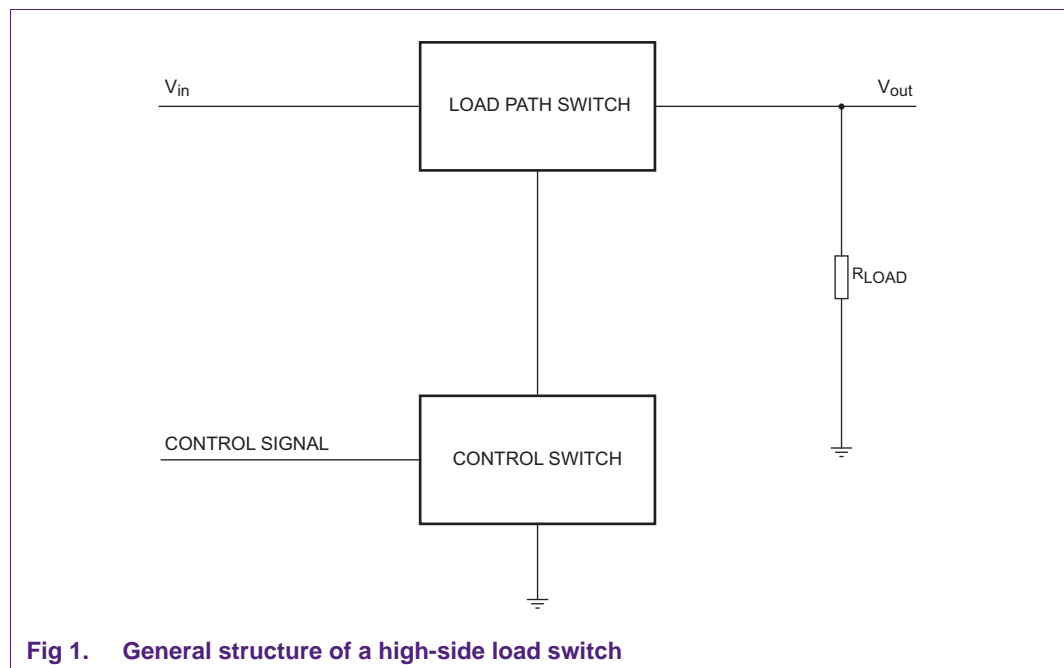 Vin
LOAD PATH SWITCH
Vout
RLOAD
CONTROL SIGNAL
CONTROL SWITCH
Fig 1. General structure of a high-side load switch